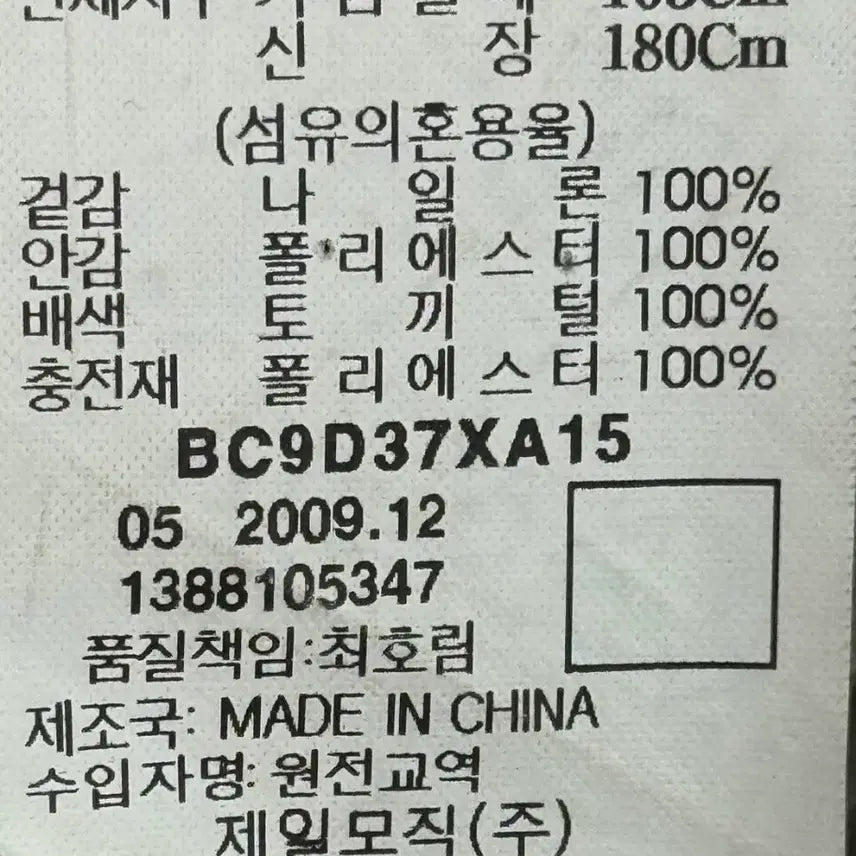 신 장 180Cm
(섬유의혼용율)
겉감 나 일 론 100%
안감 폴 리 에 스 터 100%
배색 토 끼 털 100%
충전재 폴 리 에 스 터 100%
BC9D37XA15
05 2009.12
1388105347
품질책임:최호림
제조국: MADE IN CHINA
수입자명: 원전교역
제일모직(주)